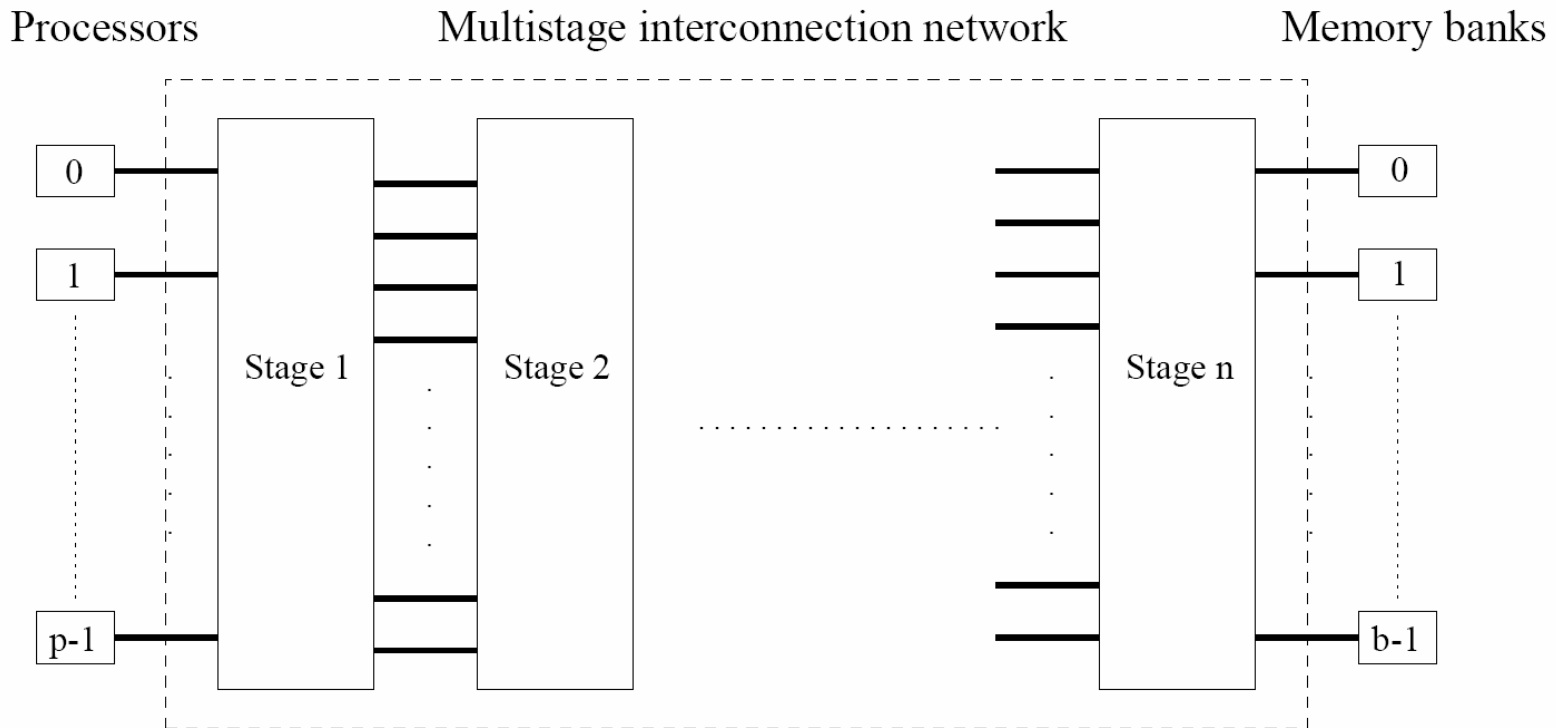 Processors Multistage interconnection network Memory banks
0 0
1 1
Stage 1 Stage 2 Stage n
p-1 b-1